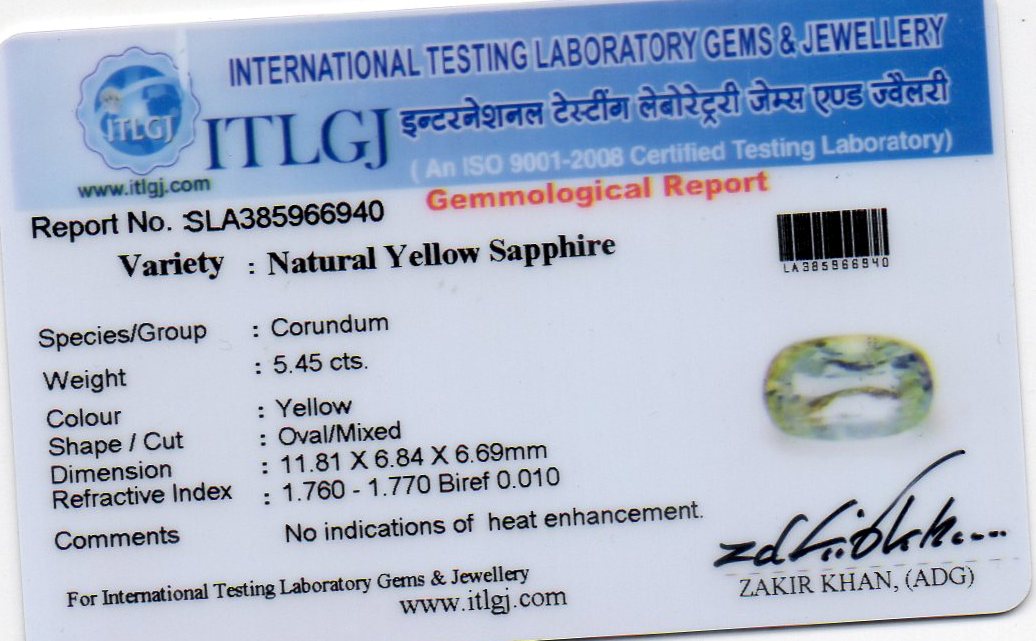 INTERNATIONAL TESTING LABORATORY GEMS & JEWELLERY
ITLGJ
ITLGJ
इन्टरनेशनल टेस्टींग लेबोरेट्ररी जेम्स एण्ड ज्वैलरी
( An ISO 9001-2008 Certified Testing Laboratory)
www.itlgj.com
Gemmological Report
Report No. :SLA385966940
Variety : Natural Yellow Sapphire
LA385966940
Species/Group : Corundum
Weight : 5.45 cts.
Colour : Yellow
Shape / Cut : Oval/Mixed
Dimension : 11.81 X 6.84 X 6.69mm
Refractive Index : 1.760 - 1.770 Biref 0.010
Comments No indications of heat enhancement.
ZAKIR KHAN, (ADG)
For International Testing Laboratory Gems & Jewellery
www.itlgj.com